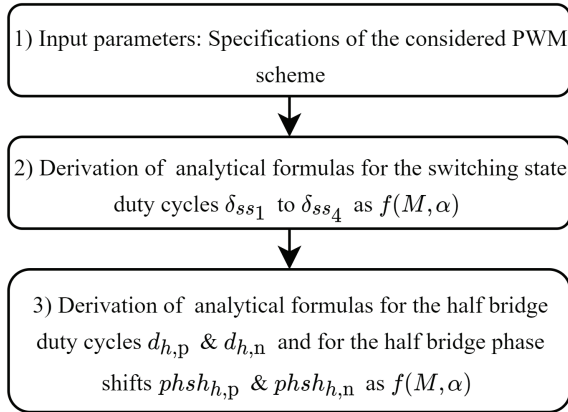 1) Input parameters: Specifications of the considered PWM
scheme
2) Derivation of analytical formulas for the switching state
duty cycles δ_{ss_1} to δ_{ss_4} as f(M, α)
3) Derivation of analytical formulas for the half bridge
duty cycles d_{h,p} & d_{h,n} and for the half bridge phase
shifts phsh_{h,p} & phsh_{h,n} as f(M, α)